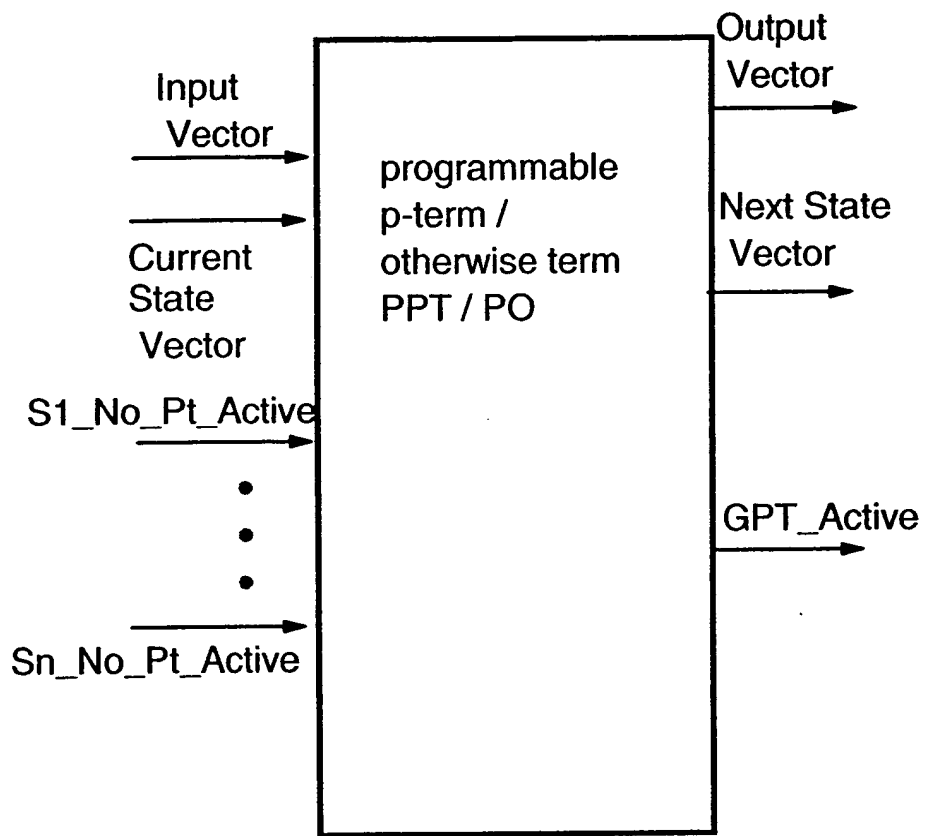 Input
Vector
Current
State
Vector
S1_No_Pt_Active
Sn_No_Pt_Active
programmable
p-term /
otherwise term
PPT / PO
Output
Vector
Next State
Vector
GPT_Active